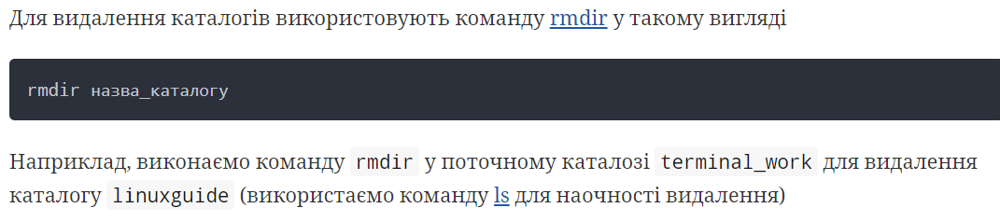 Для видалення каталогів використовують команду rmdir у такому вигляді
rmdir назва_каталогу
Наприклад, виконаємо команду rmdir у поточному каталозі terminal_work для видалення
каталогу linuxguide (використаємо команду ls для наочності видалення)